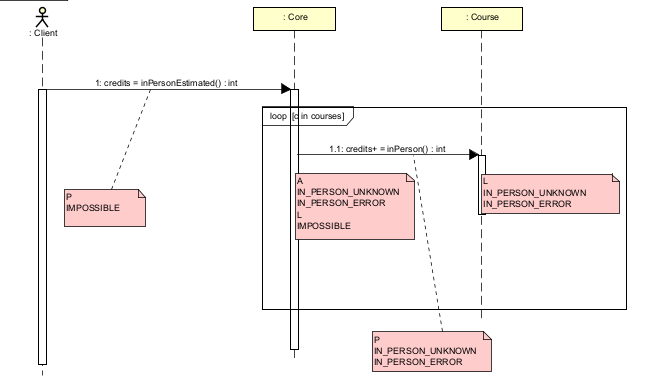 : Client
: Core
: Course
1: credits = inPersonEstimated() : int
loop [c in courses]
1.1: credits+ = inPerson() : int
P
IMPOSSIBLE
A
IN_PERSON_UNKNOWN
IN_PERSON_ERROR
L
IMPOSSIBLE
L
IN_PERSON_UNKNOWN
IN_PERSON_ERROR
P
IN_PERSON_UNKNOWN
IN_PERSON_ERROR